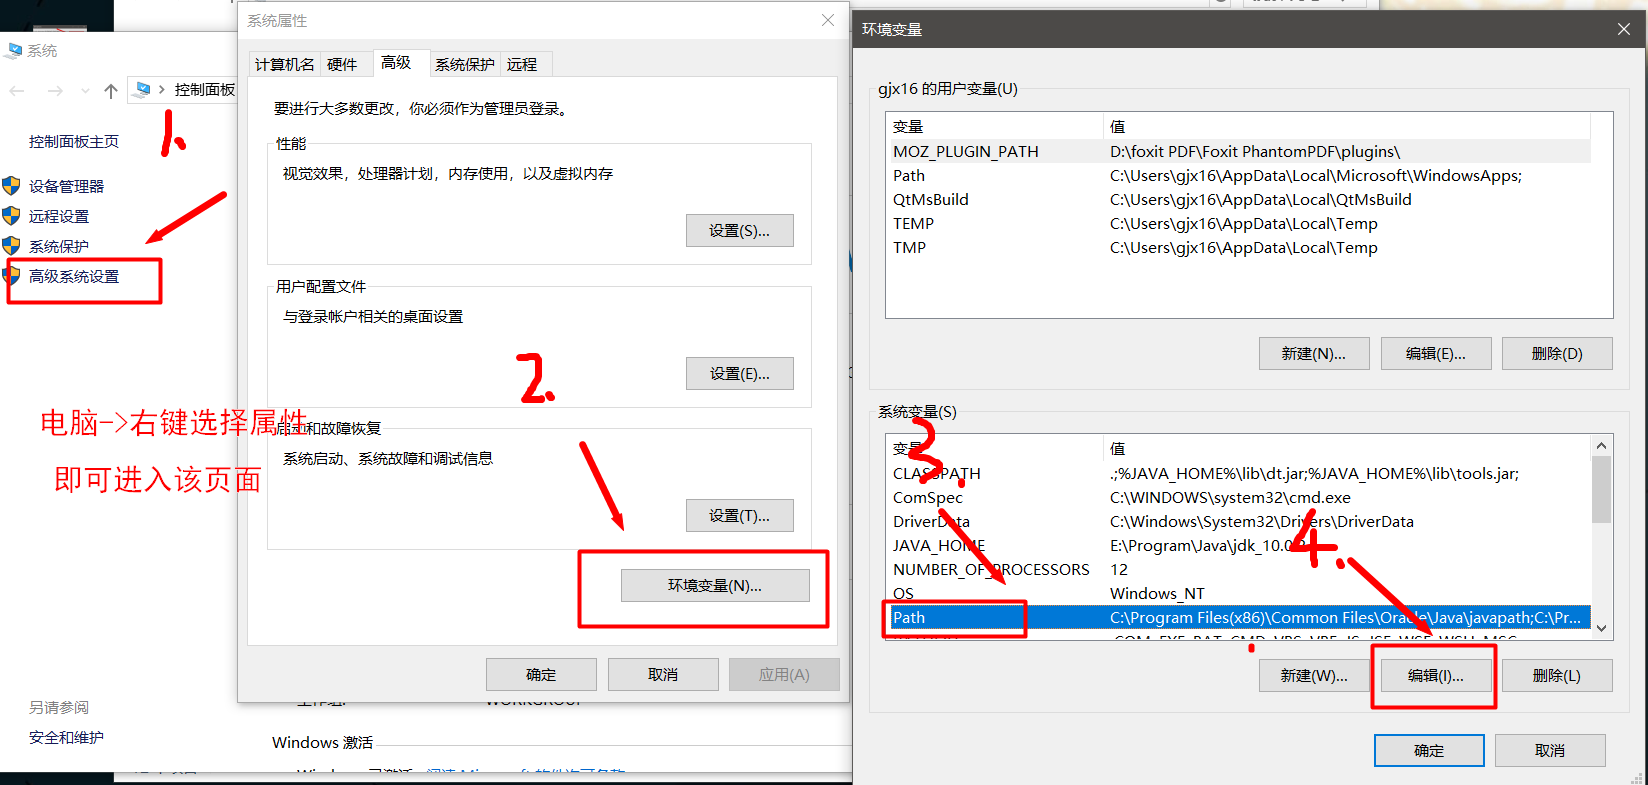 系统
控制面板
1.
控制面板主页
设备管理器
远程设置
系统保护
高级系统设置
电脑->右键选择属性
即可进入该页面
另请参阅
安全和维护
系统属性
计算机名 硬件 高级 系统保护 远程
要进行大多数更改，你必须作为管理员登录。
性能
视觉效果，处理器计划，内存使用，以及虚拟内存
设置(S)...
用户配置文件
与登录帐户相关的桌面设置
2.
设置(E)...
启动和故障恢复
系统启动、系统故障和调试信息
设置(T)...
环境变量(N)...
确定 取消 应用(A)
WORKGROUP
Windows 激活
环境变量
gjx16 的用户变量(U)
变量 值
MOZ_PLUGIN_PATH D:\foxit PDF\Foxit PhantomPDF\plugins\
Path C:\Users\gjx16\AppData\Local\Microsoft\WindowsApps;
QtMsBuild C:\Users\gjx16\AppData\Local\QtMsBuild
TEMP C:\Users\gjx16\AppData\Local\Temp
TMP C:\Users\gjx16\AppData\Local\Temp
新建(N)... 编辑(E)... 删除(D)
系统变量(S)
3.
变量 值
CLASSPATH .;%JAVA_HOME%\lib\dt.jar;%JAVA_HOME%\lib\tools.jar;
ComSpec C:\WINDOWS\system32\cmd.exe
DriverData C:\Windows\System32\Drivers\DriverData
JAVA_HOME
4.
NUMBER_OF_PROCESSORS 12
OS Windows_NT
Path C:\Program Files(x86)\Common Files\Oracle\Java\javapath;C:\Pr...
新建(W)... 编辑(I)... 删除(L)
确定 取消